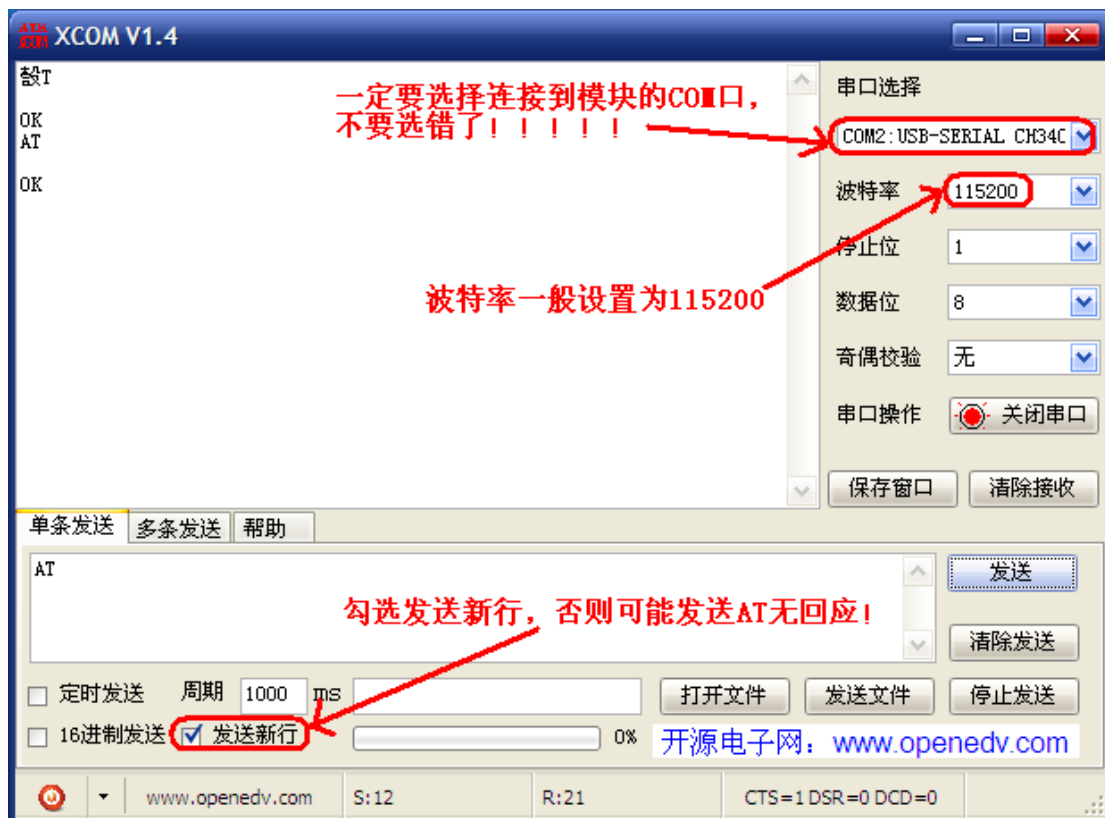 ATK
XCOM
XCOM V1.4
嗀T
OK
AT
OK
一定要选择连接到模块的COM口，
不要选错了！！！！！
波特率一般设置为115200
串口选择
COM2:USB-SERIAL CH34C
波特率
115200
停止位
1
数据位
8
奇偶校验
无
串口操作
关闭串口
保存窗口
清除接收
单条发送
多条发送
帮助
AT
勾选发送新行，否则可能发送AT无回应！
发送
清除发送
定时发送
周期
1000
ms
打开文件
发送文件
停止发送
16进制发送
发送新行
0%
开源电子网：www.openedv.com
www.openedv.com
S:12
R:21
CTS=1 DSR=0 DCD=0